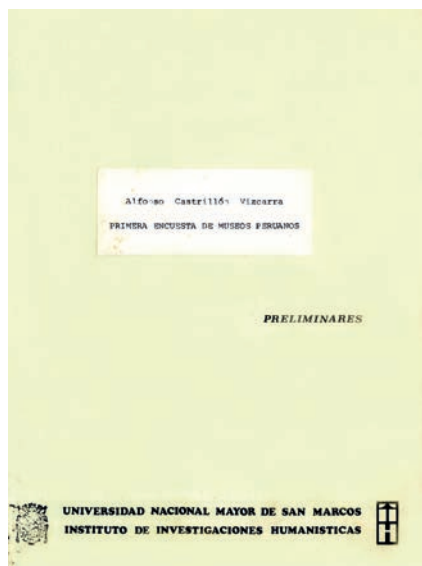 Alfonso Castrillón Vizcarra
PRIMERA ENCUESTA DE MUSEOS PERUANOS
PRELIMINARES
UNIVERSIDAD NACIONAL MAYOR DE SAN MARCOS
INSTITUTO DE INVESTIGACIONES HUMANISTICAS